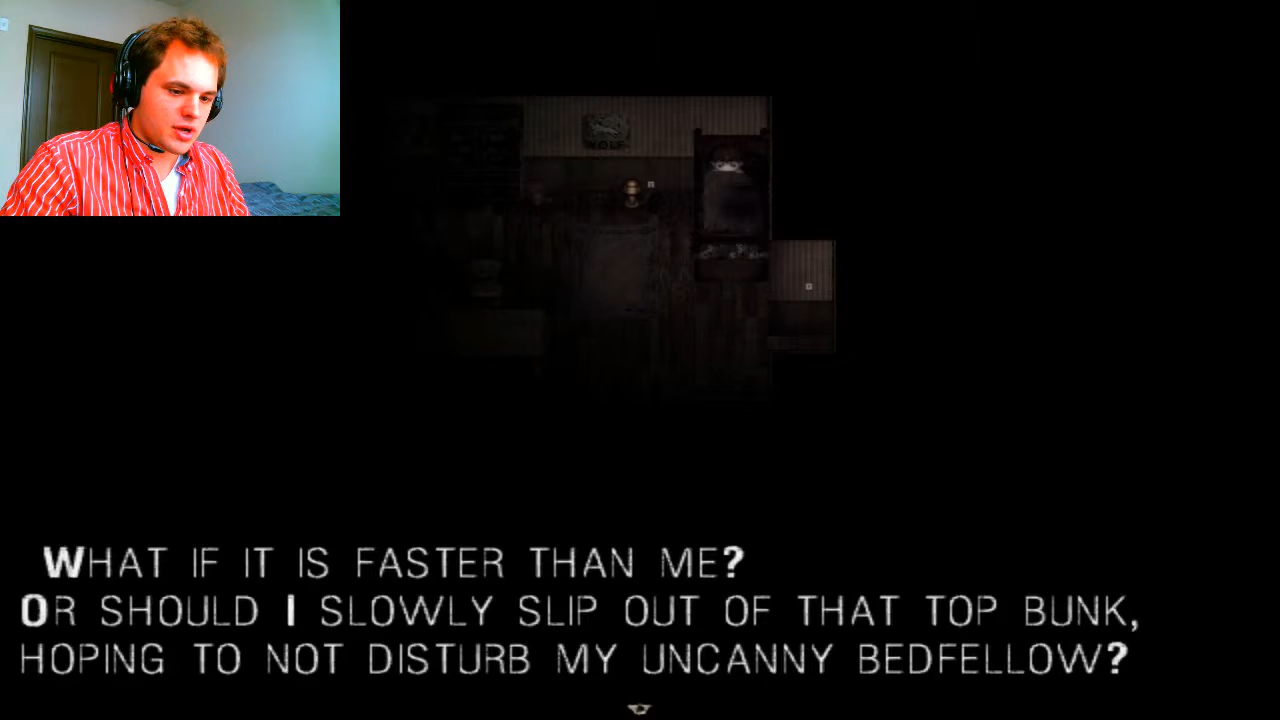 WOLF
WHAT IF IT IS FASTER THAN ME?
OR SHOULD I SLOWLY SLIP OUT OF THAT TOP BUNK,
HOPING TO NOT DISTURB MY UNCANNY BEDFELLOW?